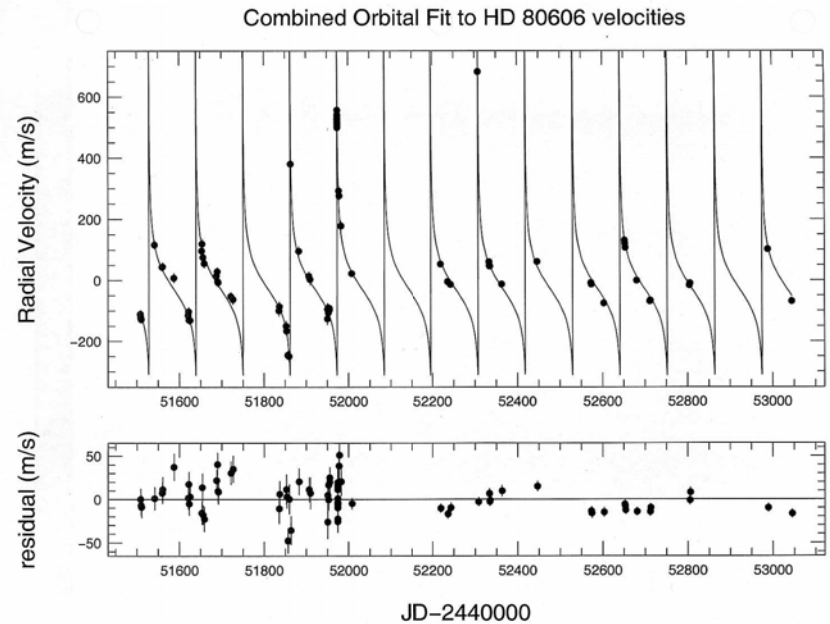 Combined Orbital Fit to HD 80606 velocities
Radial Velocity (m/s)
600
400
200
0
−200
51600 51800 52000 52200 52400 52600 52800 53000
residual (m/s)
50
0
−50
51600 51800 52000 52200 52400 52600 52800 53000
JD−2440000